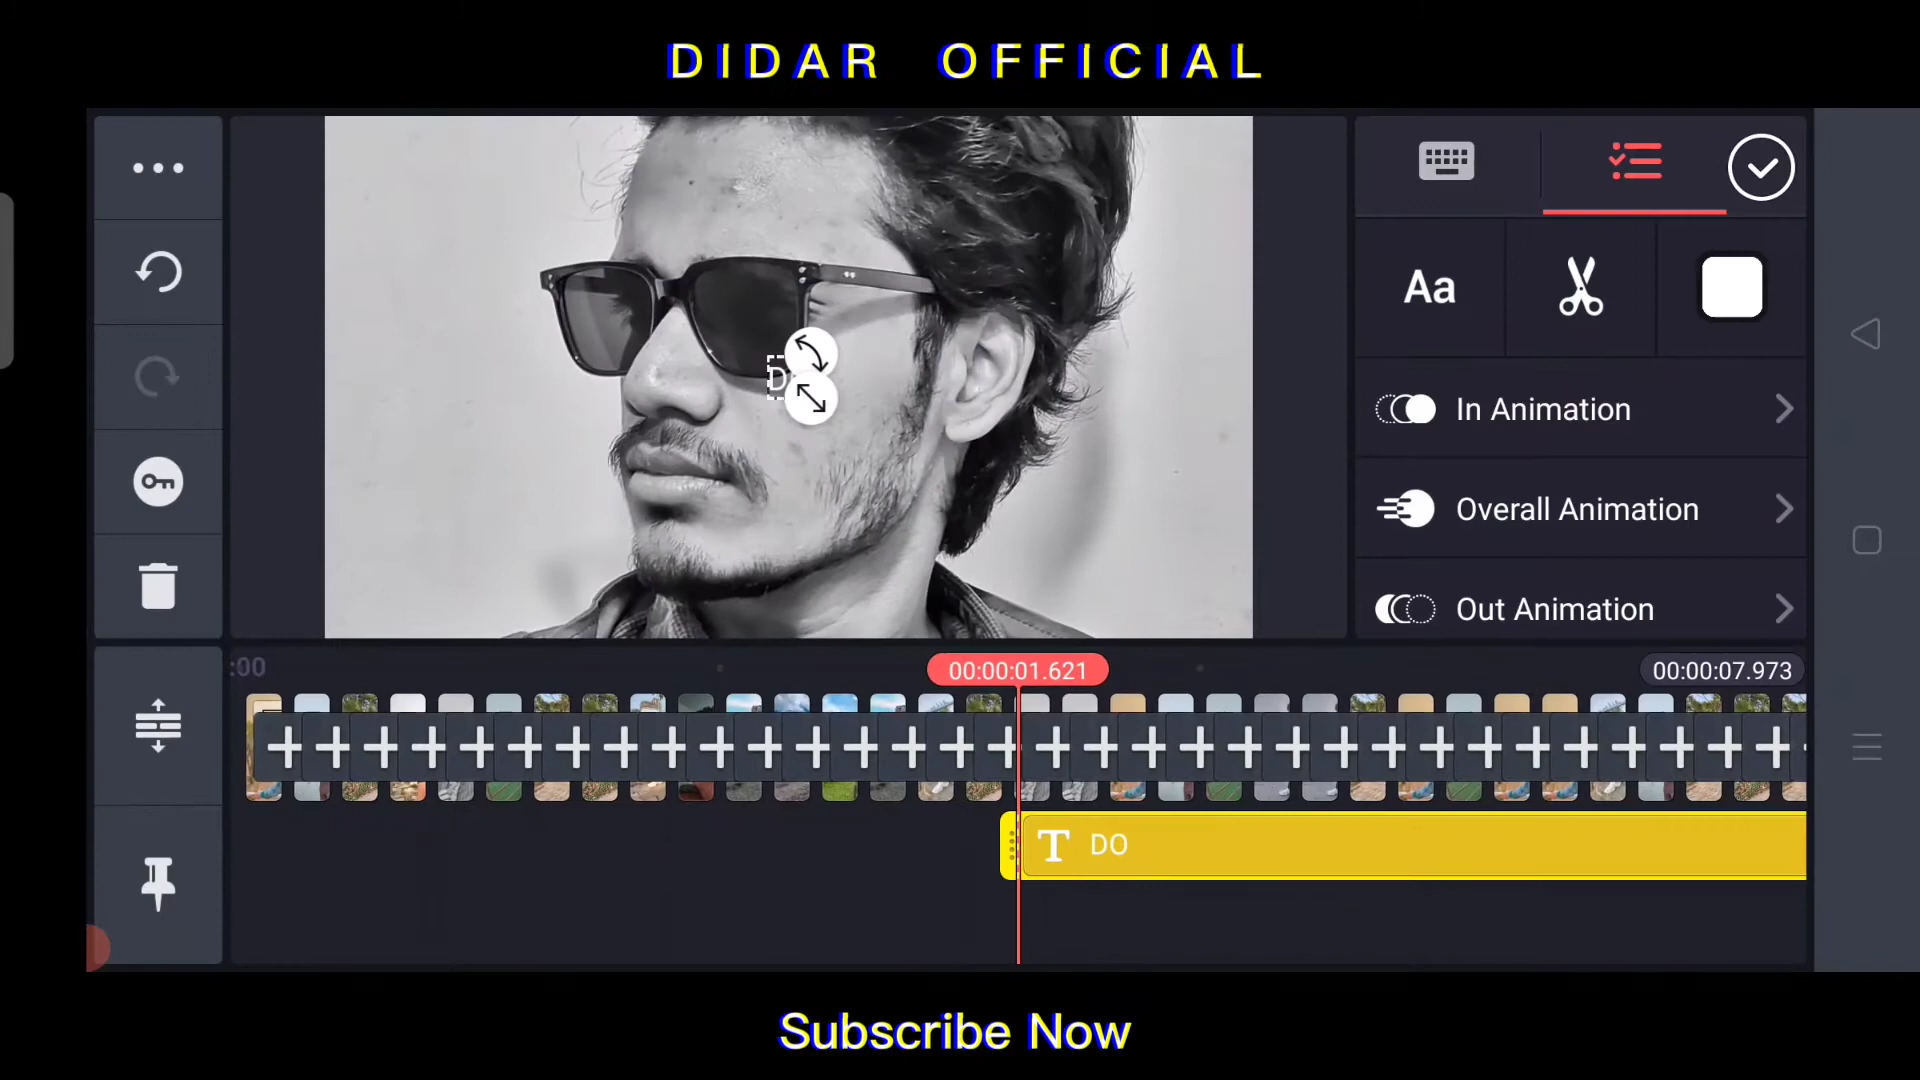 DIDAR OFFICIAL
Aa
D
In Animation
Overall Animation
Out Animation
:00
00:00:01.621
00:00:07.973
T DO
Subscribe Now